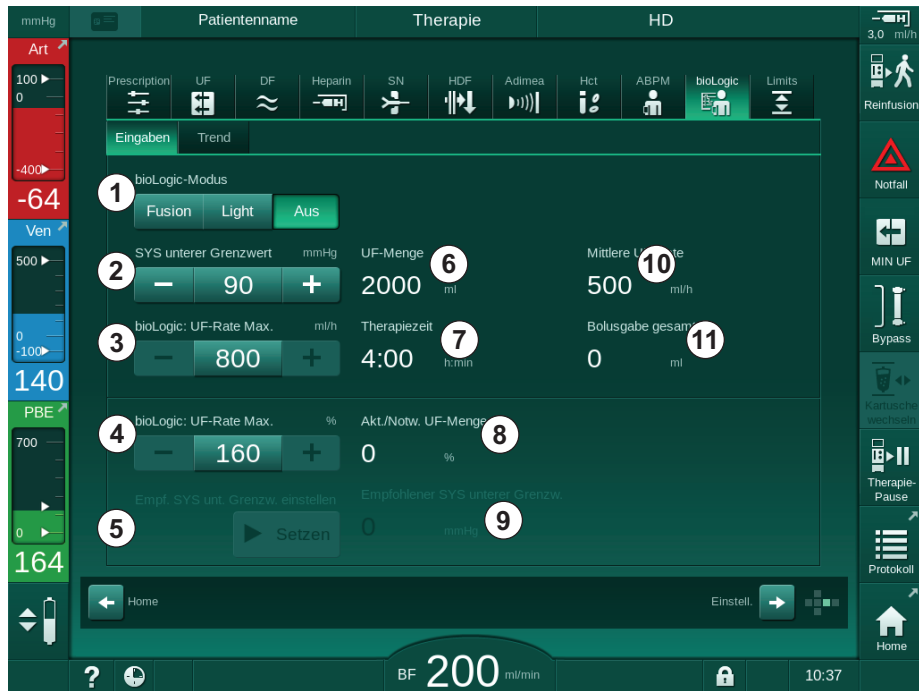 mmHg
Patientenname
Therapie
HD
3,0 ml/h
Art
100
0
-400
-64
Ven
500
0
-100
140
PBE
700
0
164
Prescription
UF
DF
Heparin
SN
HDF
Adimea
Hct
ABPM
bioLogic
Limits
Eingaben
Trend
1
bioLogic-Modus
Fusion
Light
Aus
2
SYS unterer Grenzwert mmHg
90
UF-Menge
6
2000 ml
Mittlere
10
500 ml/h
3
bioLogic: UF-Rate Max. ml/h
800
Therapiezeit
7
4:00 h:min
Bolusgabe gesamt
11
0 ml
4
bioLogic: UF-Rate Max. %
160
Akt./Notw. UF-Menge
8
0 %
5
Empf. SYS unt. Grenzw. einstellen
Setzen
Empfohlener SYS unterer Grenzw.
9
0 mmHg
Home
Einstell.
Reinfusion
Notfall
MIN UF
Bypass
Kartusche
wechseln
Therapie-
Pause
Protokoll
Home
?
BF 200 ml/min
10:37